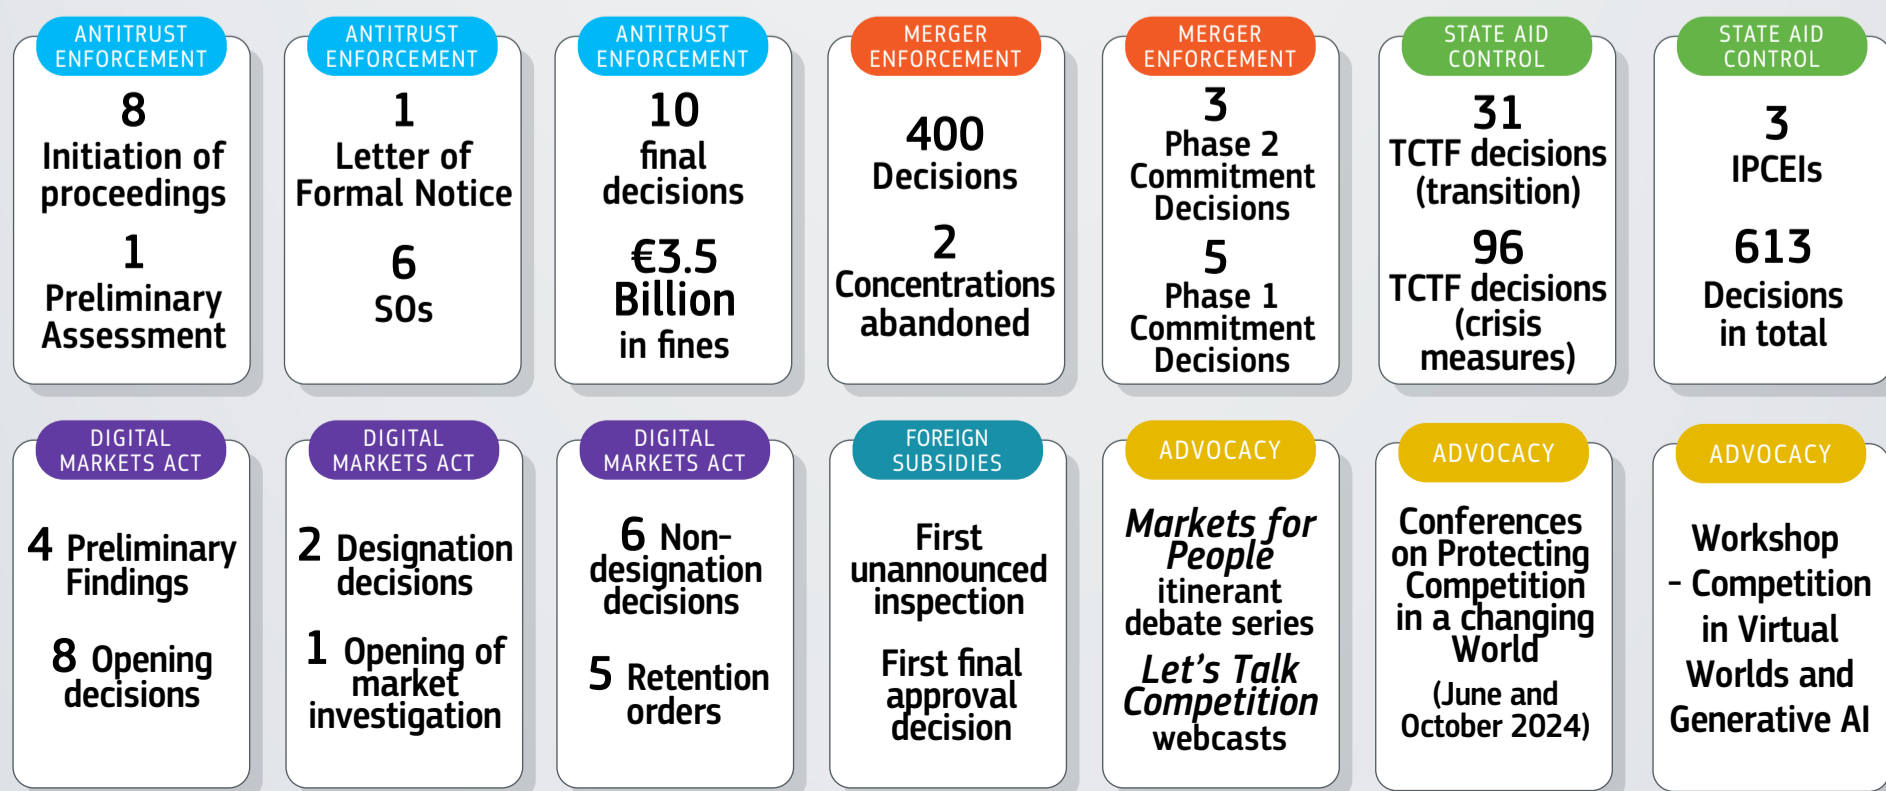 ANTITRUST
ENFORCEMENT
8
Initiation of
proceedings
1
Preliminary
Assessment
ANTITRUST
ENFORCEMENT
1
Letter of
Formal Notice
6
SOs
ANTITRUST
ENFORCEMENT
10
final
decisions
€3.5
Billion
in fines
MERGER
ENFORCEMENT
400
Decisions
2
Concentrations
abandoned
MERGER
ENFORCEMENT
3
Phase 2
Commitment
Decisions
5
Phase 1
Commitment
Decisions
STATE AID
CONTROL
31
TCTF decisions
(transition)
96
TCTF decisions
(crisis
measures)
STATE AID
CONTROL
3
IPCEIs
613
Decisions
in total
DIGITAL
MARKETS ACT
4 Preliminary
Findings
8 Opening
decisions
DIGITAL
MARKETS ACT
2 Designation
decisions
1 Opening of
market
investigation
DIGITAL
MARKETS ACT
6 Non-
designation
decisions
5 Retention
orders
FOREIGN
SUBSIDIES
First
unannounced
inspection
First final
approval
decision
ADVOCACY
Markets for
People
itinerant
debate series
Let's Talk
Competition
webcasts
ADVOCACY
Conferences
on Protecting
Competition
in a changing
World
(June and
October 2024)
ADVOCACY
Workshop
- Competition
in Virtual
Worlds and
Generative AI